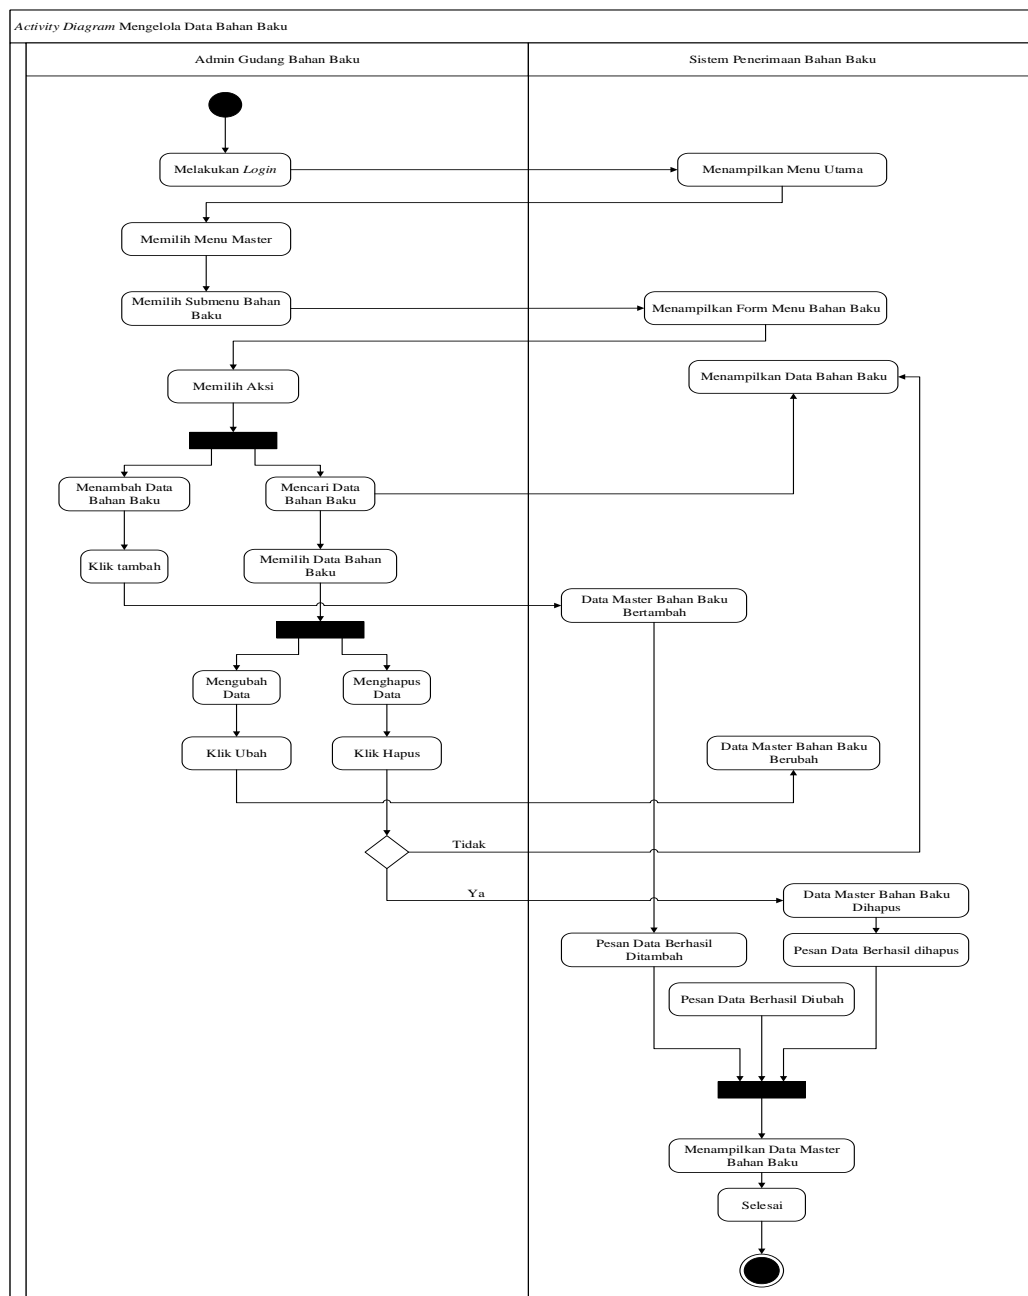 Activity Diagram Mengelola Data Bahan Baku
Admin Gudang Bahan Baku
Sistem Penerimaan Bahan Baku
Melakukan Login
Menampilkan Menu Utama
Memilih Menu Master
Memilih Submenu Bahan
Baku
Menampilkan Form Menu Bahan Baku
Memilih Aksi
Menampilkan Data Bahan Baku
Menambah Data
Bahan Baku
Mencari Data
Bahan Baku
Klik tambah
Memilih Data Bahan
Baku
Data Master Bahan Baku
Bertambah
Mengubah
Data
Menghapus
Data
Klik Ubah
Klik Hapus
Data Master Bahan Baku
Berubah
Tidak
Ya
Data Master Bahan Baku
Dihapus
Pesan Data Berhasil
Ditambah
Pesan Data Berhasil dihapus
Pesan Data Berhasil Diubah
Menampilkan Data Master
Bahan Baku
Selesai